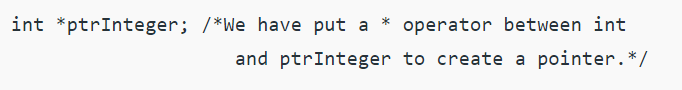 int *ptrInteger; /*We have put a * operator between int
and ptrInteger to create a pointer.*/